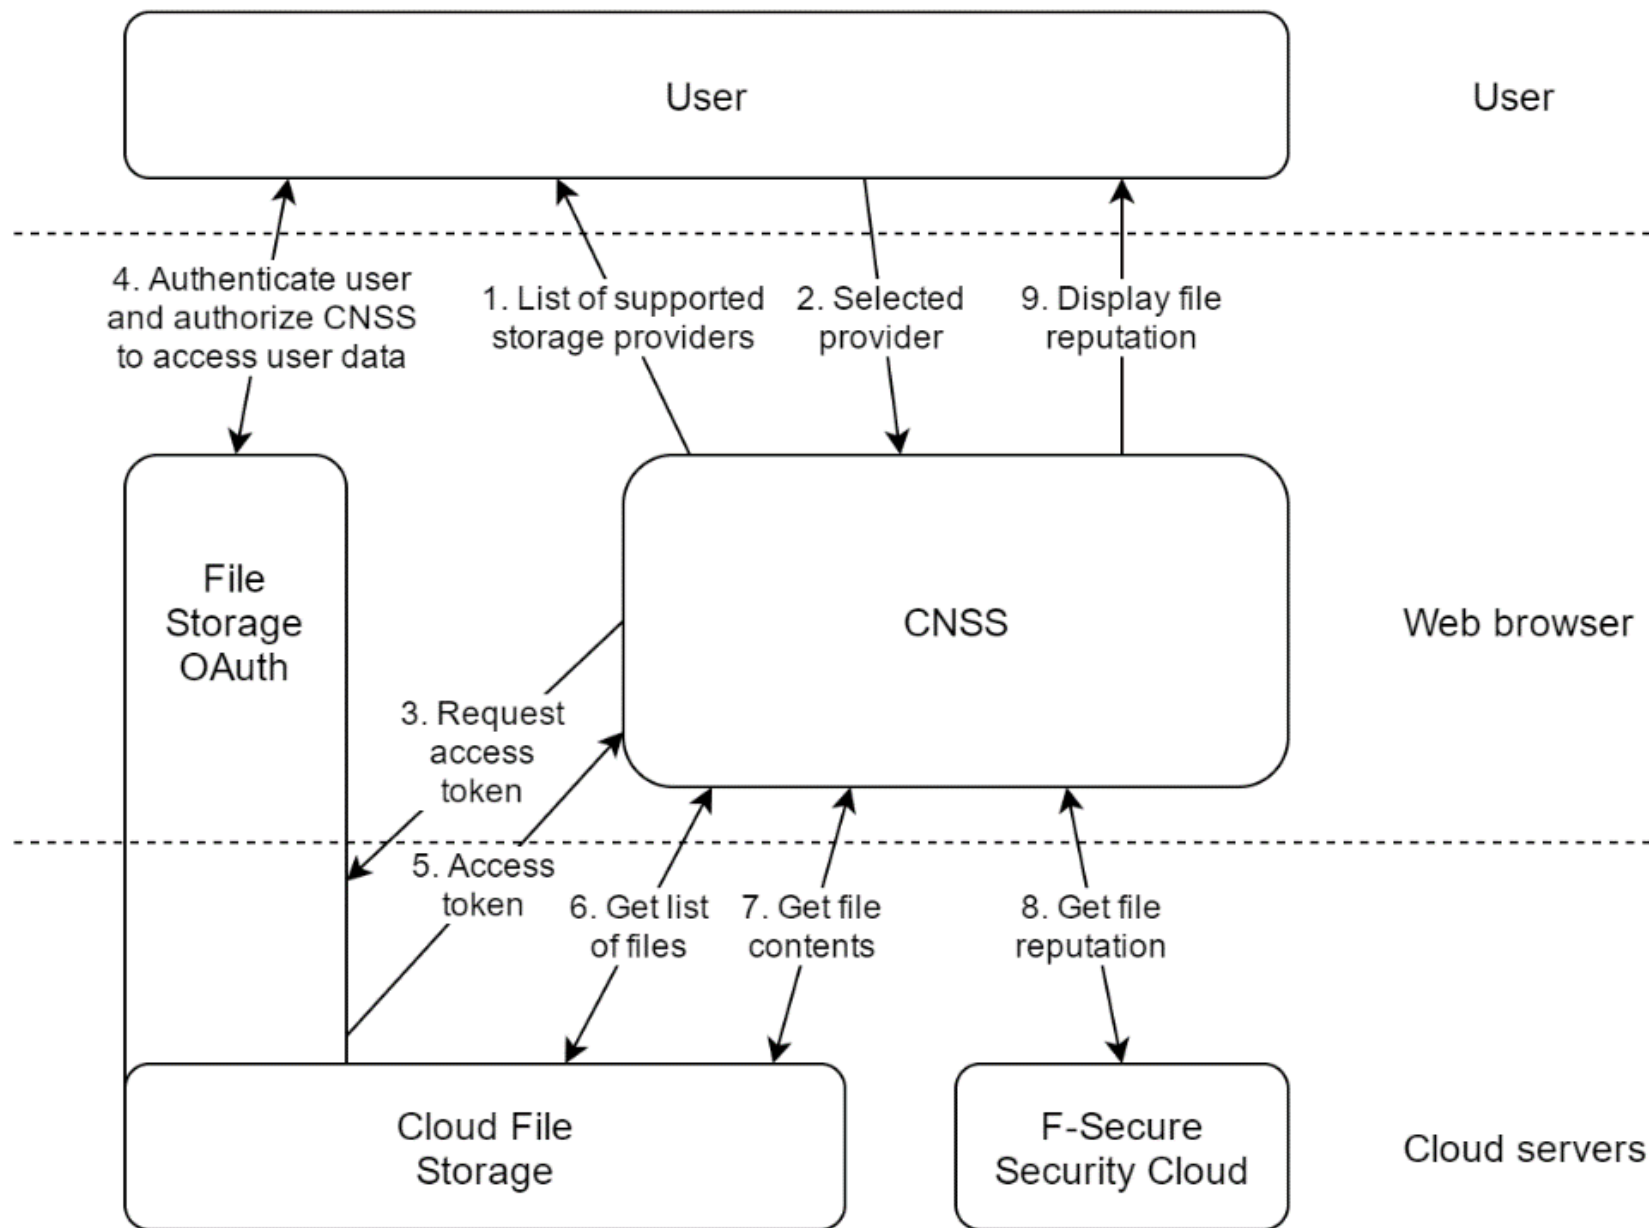 User
User
4. Authenticate user
and authorize CNSS
to access user data
1. List of supported
storage providers
2. Selected
provider
9. Display file
reputation
File
Storage
OAuth
CNSS
Web browser
3. Request
access
token
5. Access
token
6. Get list
of files
7. Get file
contents
8. Get file
reputation
Cloud File
Storage
F-Secure
Security Cloud
Cloud servers